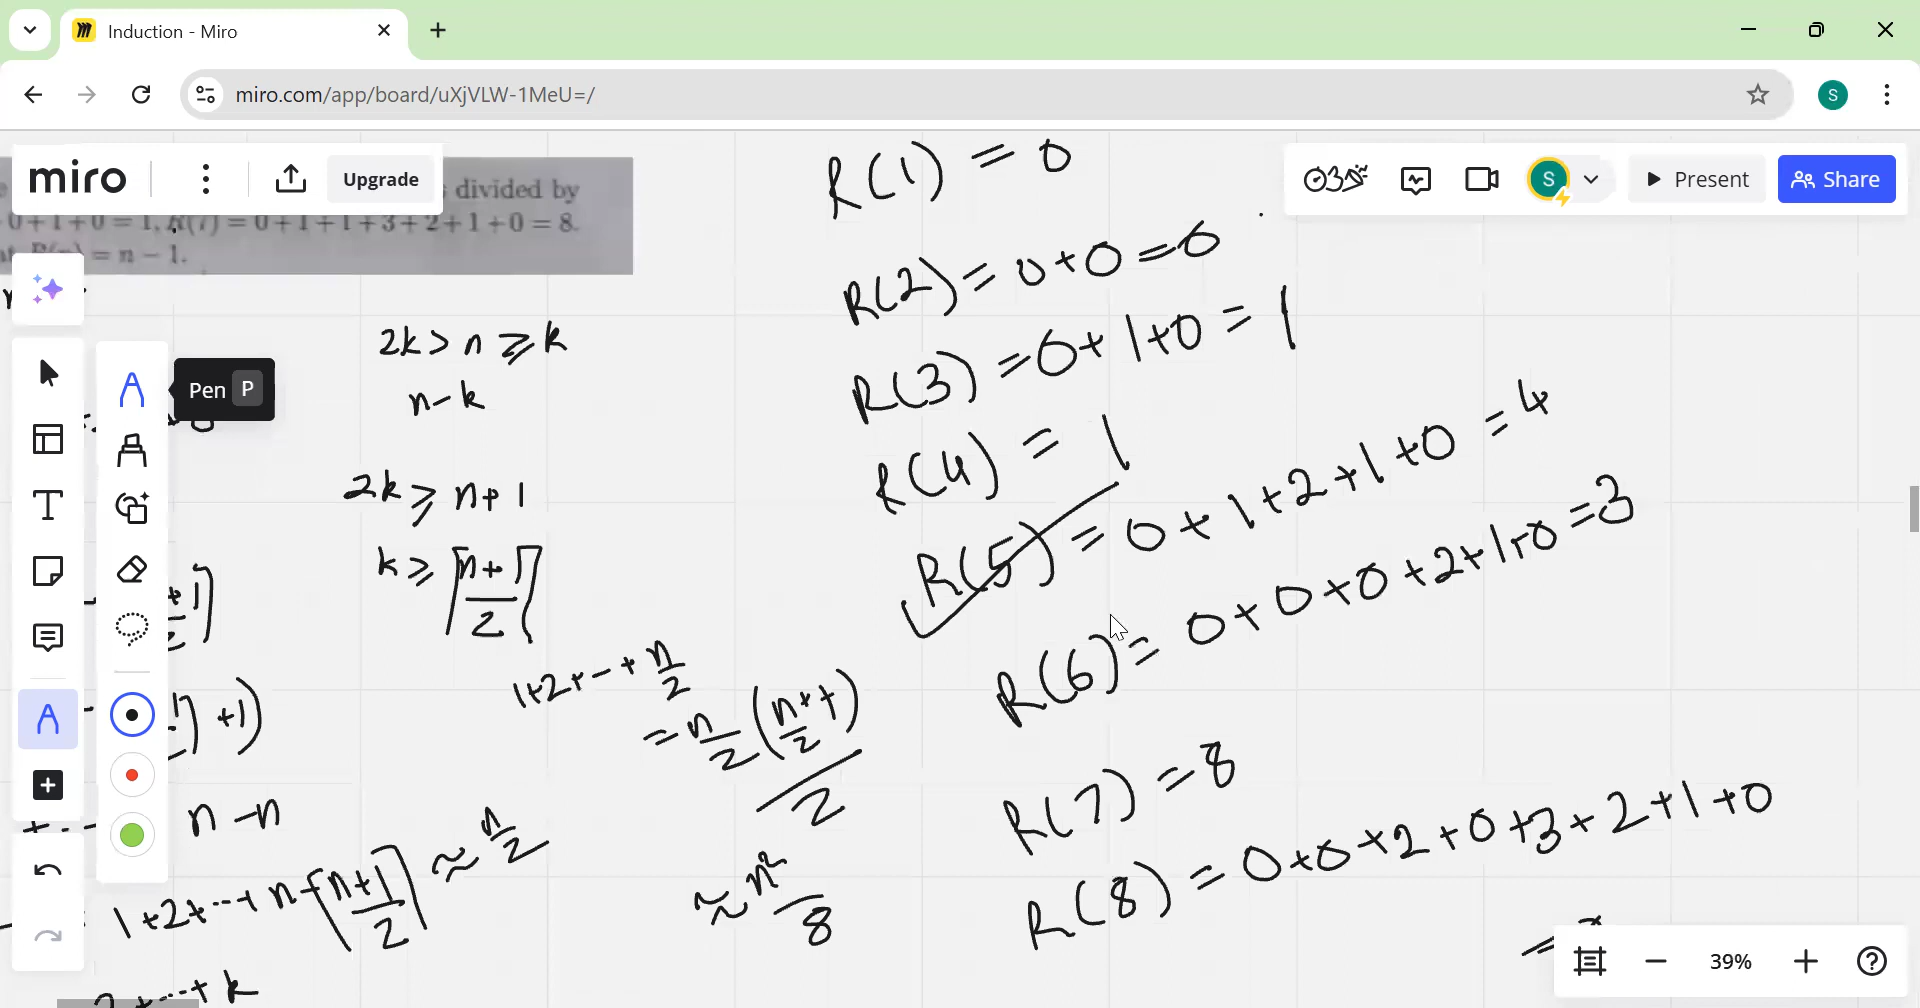 Induction - Miro
miro.com/app/board/uXjVLW-1MeU=/
miro
Upgrade
Present
Share
divided by
0 + 1 + 0 = 1, R(7) = 0 + 1 + 1 + 3 + 2 + 1 + 0 = 8.
= n − 1.
Pen P
2k > n ≥ k
n - k
2k ≥ n + 1
k ≥ ⌈n+1/2⌉
1+2+--+ n/2
= n/2 (n/2 + 1)/2
≈ n²/8
+1)
n - n
1+2+--+ n - ⌈n+1/2⌉ ≈ n/2
+--+ k
R(1) = 0
R(2) = 0+0 = 0
R(3) = 0+1+0 = 1
R(4) = 1
R(5) = 0+1+2+1+0 = 4
R(6) = 0+0+0+2+1+0 = 3
R(7) = 8
R(8) = 0+0+2+0+3+2+1+0
=
S
S
39%